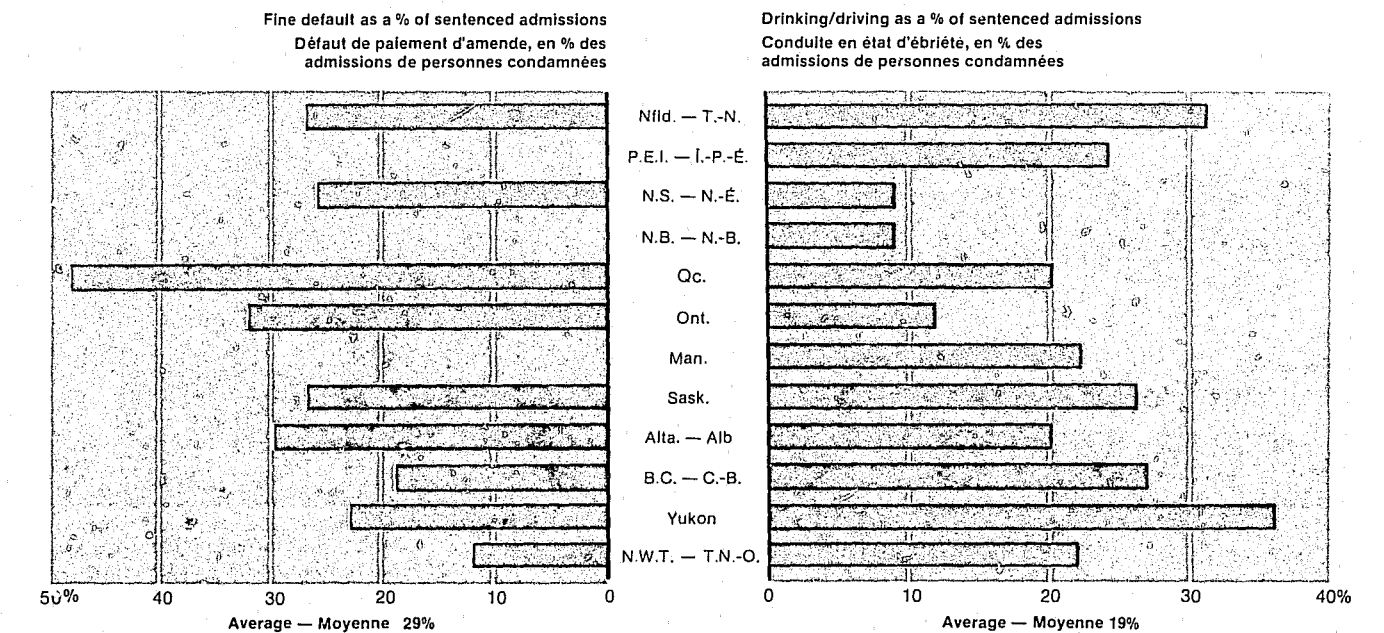 Fine default as a % of sentenced admissions
Défaut de paiement d'amende, en % des
admissions de personnes condamnées
Drinking/driving as a % of sentenced admissions
Conduite en état d'ébriété, en % des
admissions de personnes condamnées
Nfld. — T.-N.
P.E.I. — Î.-P.-É.
N.S. — N.-É.
N.B. — N.-B.
Qc.
Ont.
Man.
Sask.
Alta. — Alb
B.C. — C.-B.
Yukon
N.W.T. — T.N.-O.
50% 40 30 20 10 0
0 10 20 30 40%
Average — Moyenne 29%
Average — Moyenne 19%